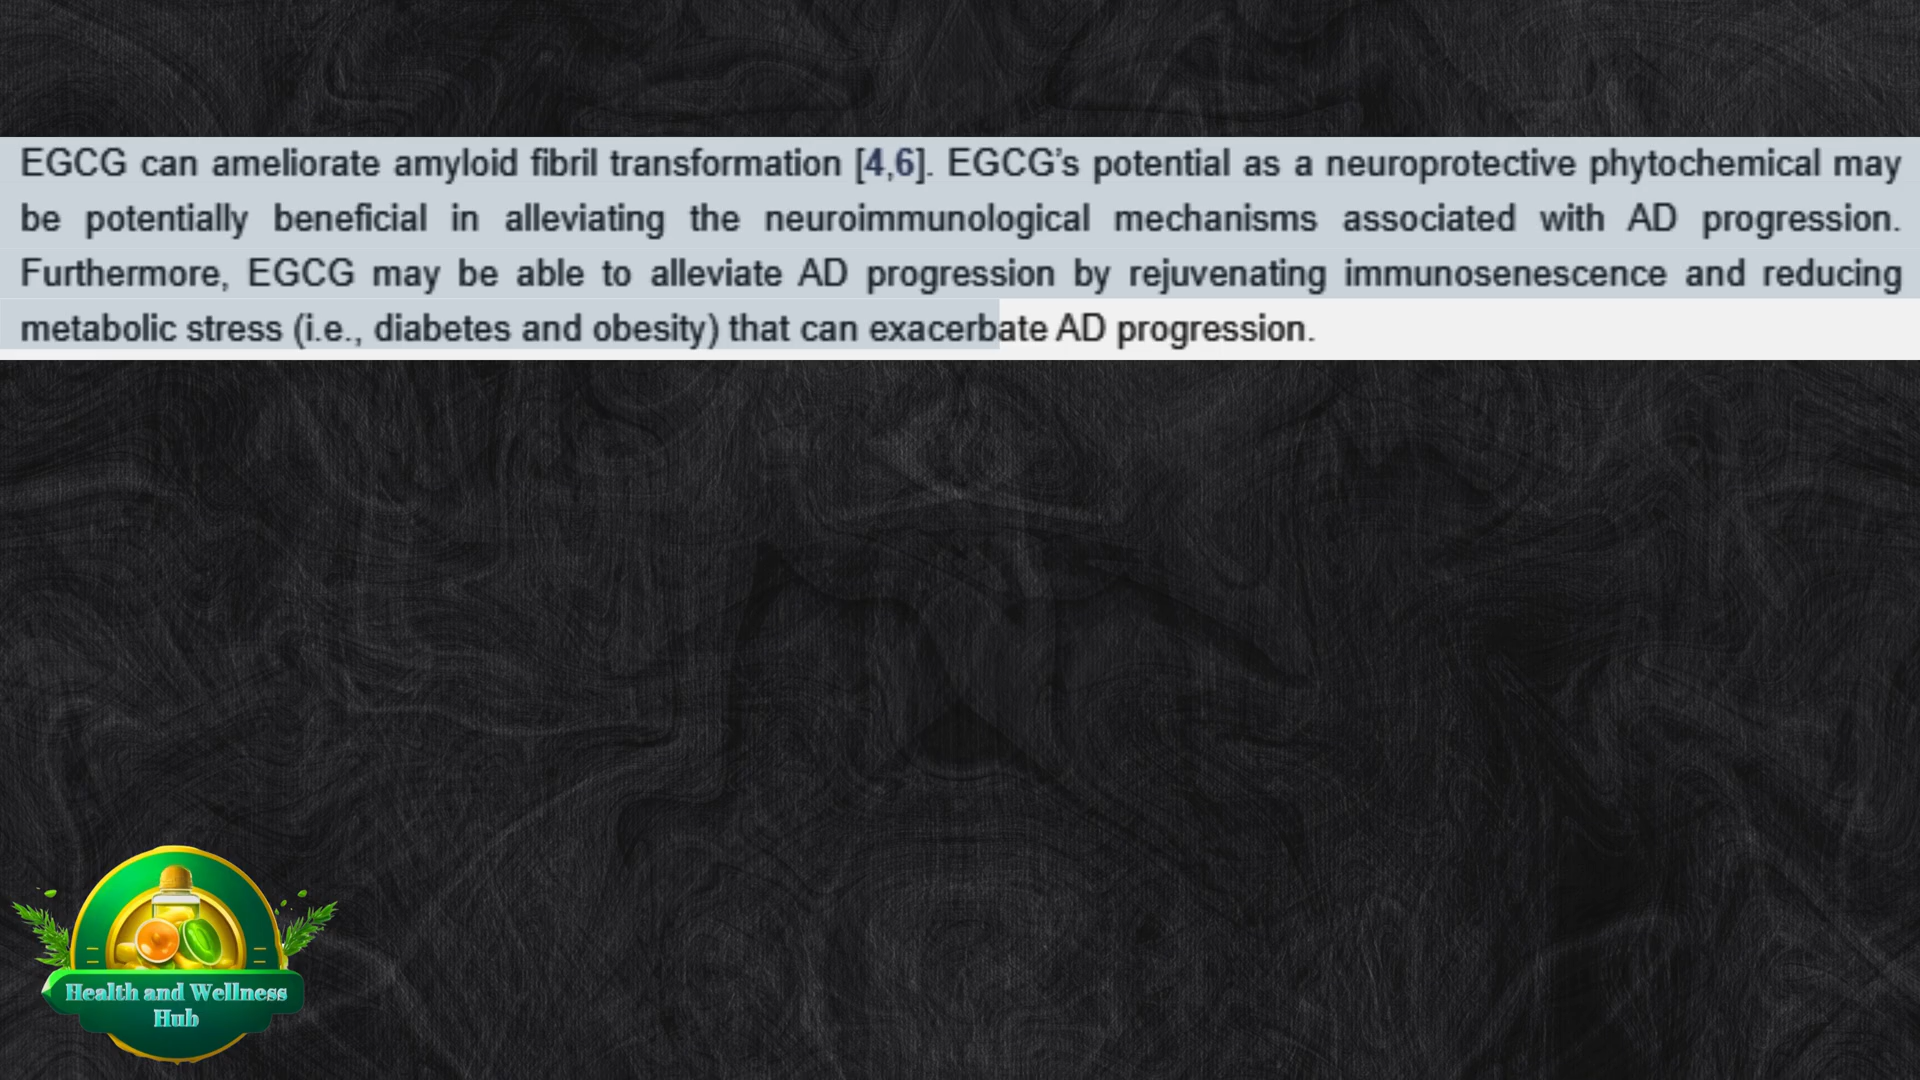 EGCG can ameliorate amyloid fibril transformation [4,6]. EGCG’s potential as a neuroprotective phytochemical may
be potentially beneficial in alleviating the neuroimmunological mechanisms associated with AD progression.
Furthermore, EGCG may be able to alleviate AD progression by rejuvenating immunosenescence and reducing
metabolic stress (i.e., diabetes and obesity) that can exacerbate AD progression.
Health and Wellness
Hub